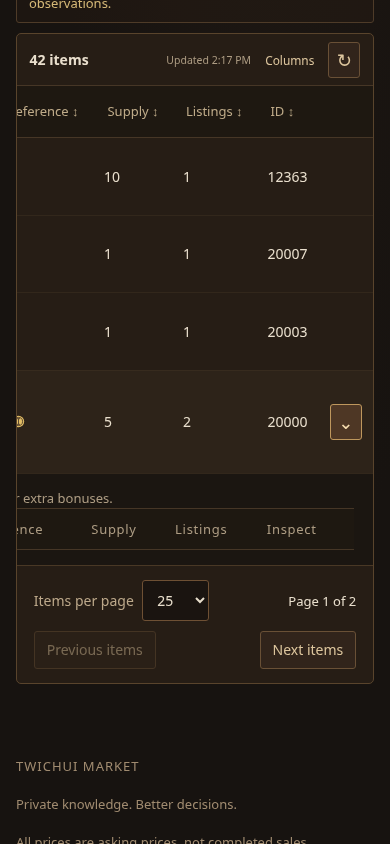 observations.
42 items Updated 2:17 PM Columns ↻
eference ↕ Supply ↕ Listings ↕ ID ↕
10 1 12363
1 1 20007
1 1 20003
5 2 20000
r extra bonuses.
ence Supply Listings Inspect
Items per page 25 Page 1 of 2
Previous items Next items
TWICHUI MARKET
Private knowledge. Better decisions.
All prices are asking prices, not completed sales